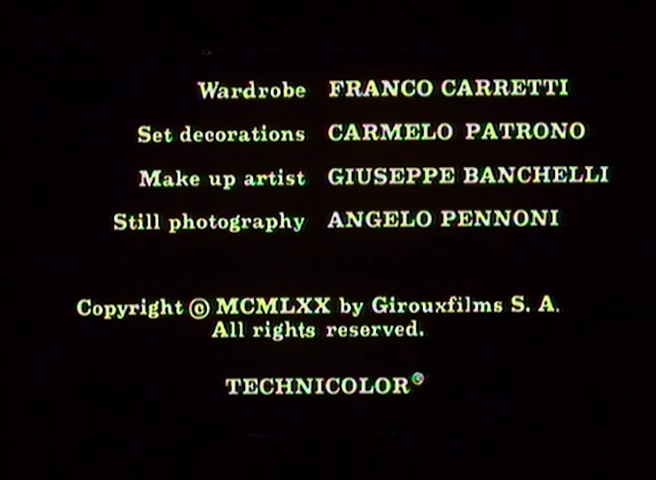 Wardrobe FRANCO CARRETTI
Set decorations CARMELO PATRONO
Make up artist GIUSEPPE BANCHELLI
Still photography ANGELO PENNONI
Copyright © MCMLXX by Girouxfilms S. A.
All rights reserved.
TECHNICOLOR©